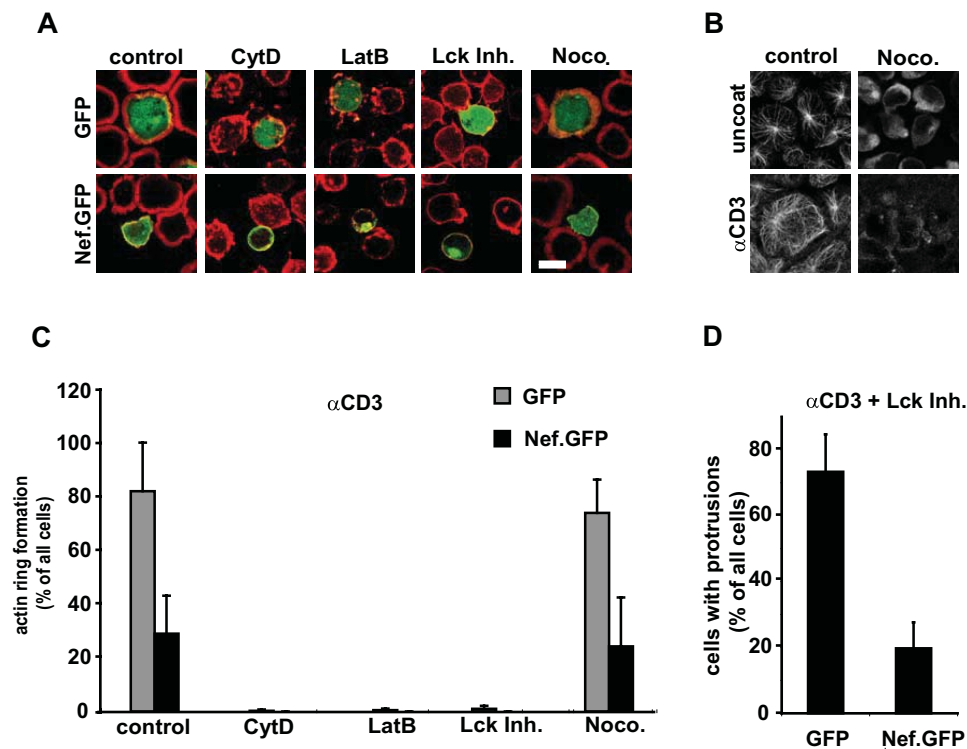 A
control CytD LatB Lck Inh. Noco.
GFP
Nef.GFP
B
control Noco.
uncoat
αCD3
C
αCD3
GFP
Nef.GFP
actin ring formation
(% of all cells)
120
100
80
60
40
20
0
control CytD LatB Lck Inh. Noco.
D
αCD3 + Lck Inh.
cells with protrusions
(% of all cells)
80
60
40
20
0
GFP Nef.GFP